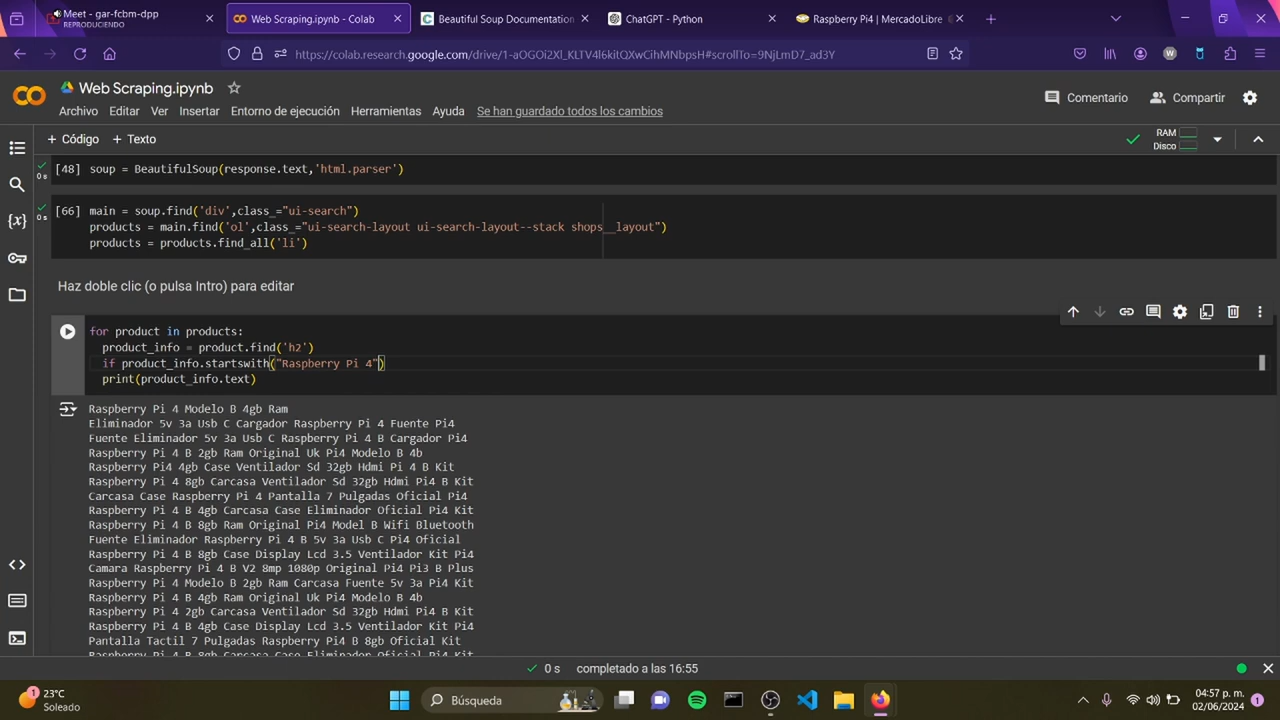 Meet - gar-fcbm-dpp
REPRODUCIENDO
Web Scraping.ipynb - Colab
Beautiful Soup Documentation
ChatGPT - Python
Raspberry Pi4 | MercadoLibre
https://colab.research.google.com/drive/1-aOGOi2Xl_KLTV4l6kitQXwCihMNbpsH#scrollTo=9NjLmD7_ad3Y
Web Scraping.ipynb
Archivo Editar Ver Insertar Entorno de ejecución Herramientas Ayuda Se han guardado todos los cambios
Comentario
Compartir
+ Código + Texto
RAM
Disco
[48] soup = BeautifulSoup(response.text,'html.parser')
0 s
[66] main = soup.find('div',class_="ui-search")
0 s
products = main.find('ol',class_="ui-search-layout ui-search-layout--stack shops__layout")
products = products.find_all('li')
Haz doble clic (o pulsa Intro) para editar
for product in products:
product_info = product.find('h2')
if product_info.startswith("Raspberry Pi 4")
print(product_info.text)
Raspberry Pi 4 Modelo B 4gb Ram
Eliminador 5v 3a Usb C Cargador Raspberry Pi 4 Fuente Pi4
Fuente Eliminador 5v 3a Usb C Raspberry Pi 4 B Cargador Pi4
Raspberry Pi 4 B 2gb Ram Original Uk Pi4 Modelo B 4b
Raspberry Pi4 4gb Case Ventilador Sd 32gb Hdmi Pi 4 B Kit
Raspberry Pi 4 8gb Carcasa Ventilador Sd 32gb Hdmi Pi4 B Kit
Carcasa Case Raspberry Pi 4 Pantalla 7 Pulgadas Oficial Pi4
Raspberry Pi 4 B 4gb Carcasa Case Eliminador Oficial Pi4 Kit
Raspberry Pi 4 B 8gb Ram Original Pi4 Model B Wifi Bluetooth
Fuente Eliminador Raspberry Pi 4 B 5v 3a Usb C Pi4 Oficial
Raspberry Pi 4 B 8gb Case Display Lcd 3.5 Ventilador Kit Pi4
Camara Raspberry Pi 4 B V2 8mp 1080p Original Pi4 Pi3 B Plus
Raspberry Pi 4 Modelo B 2gb Ram Carcasa Fuente 5v 3a Pi4 Kit
Raspberry Pi 4 B 4gb Ram Original Uk Pi4 Modelo B 4b
Raspberry Pi 4 2gb Carcasa Ventilador Sd 32gb Hdmi Pi4 B Kit
Raspberry Pi 4 B 4gb Case Display Lcd 3.5 Ventilador Kit Pi4
Pantalla Tactil 7 Pulgadas Raspberry Pi4 B 8gb Oficial Kit
Raspberry Pi 4 B 8gb Carcasa Case Eliminador Oficial Pi4 Kit
0 s completado a las 16:55
23°C
Soleado
Búsqueda
04:57 p. m.
02/06/2024